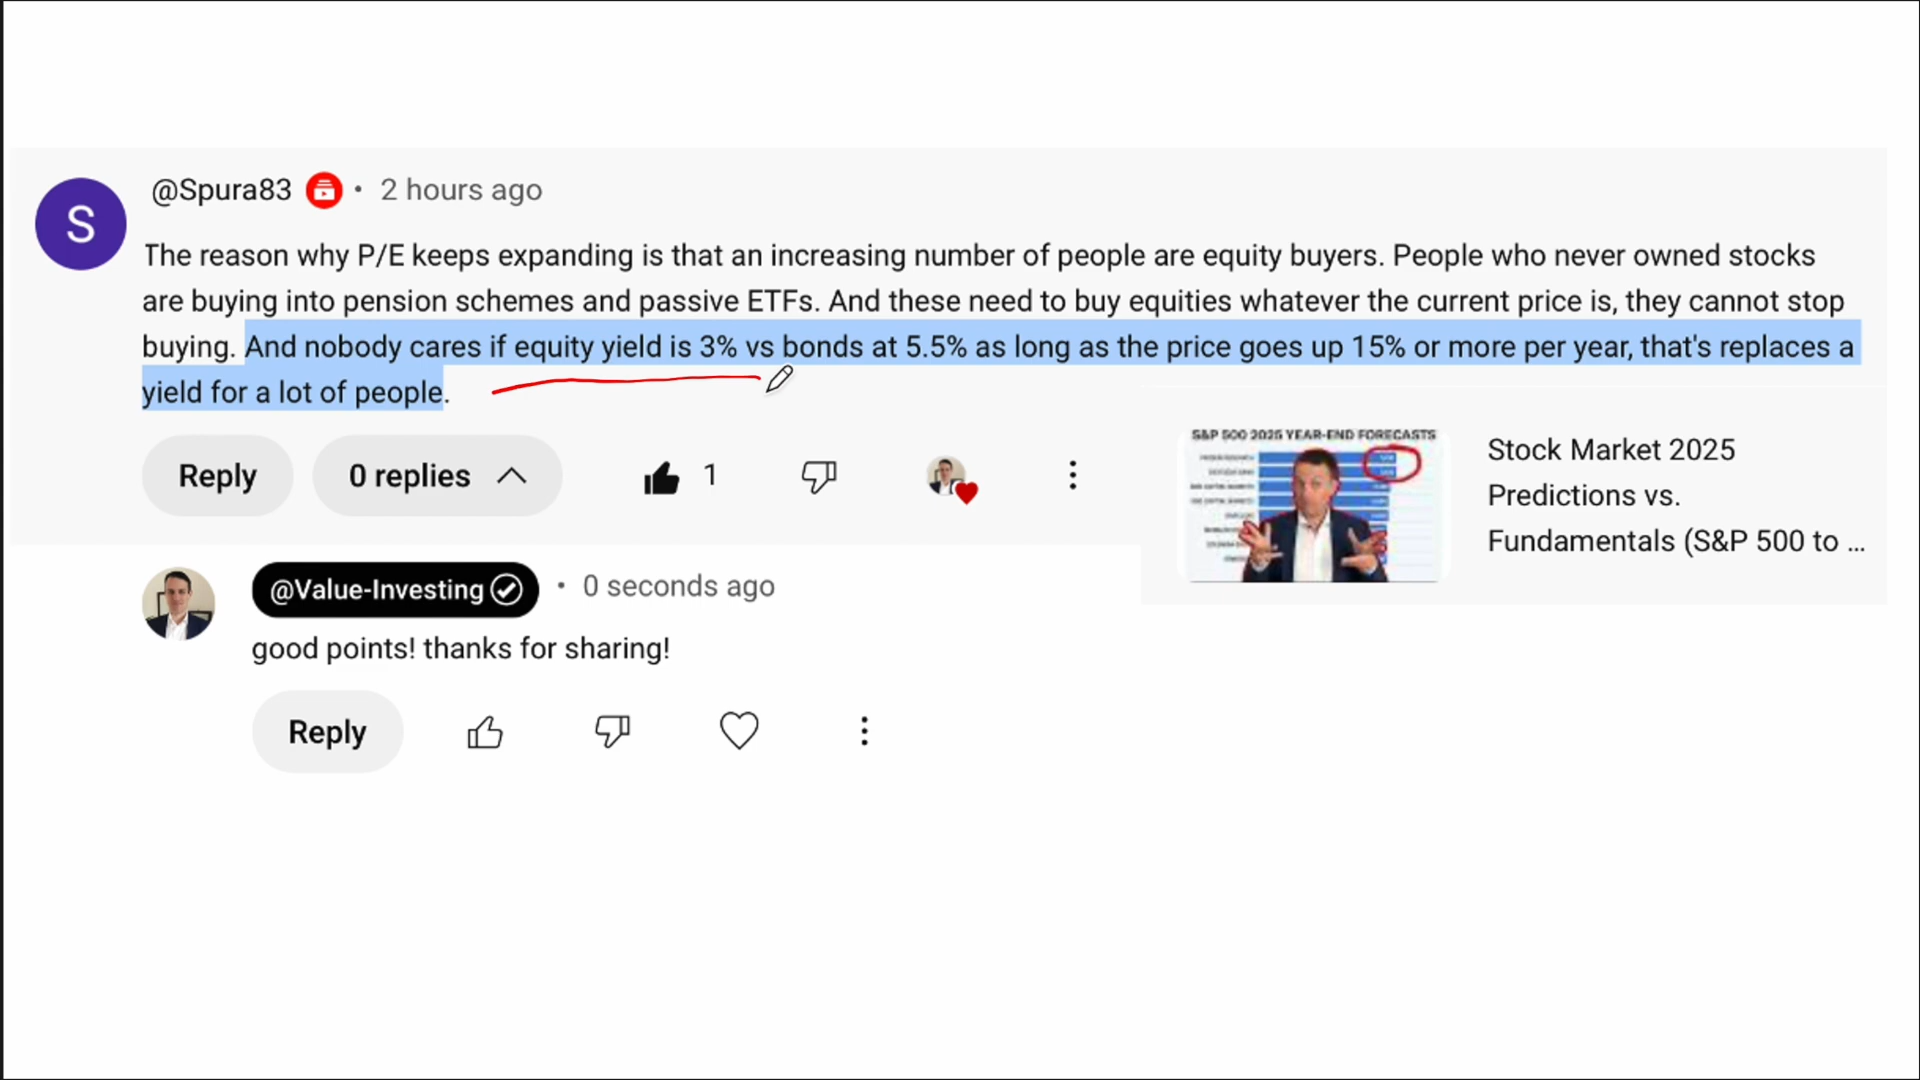 @Spura83 • 2 hours ago
S
The reason why P/E keeps expanding is that an increasing number of people are equity buyers. People who never owned stocks
are buying into pension schemes and passive ETFs. And these need to buy equities whatever the current price is, they cannot stop
buying. And nobody cares if equity yield is 3% vs bonds at 5.5% as long as the price goes up 15% or more per year, that's replaces a
yield for a lot of people.
Reply 0 replies 1
S&P 500 2025 YEAR-END FORECASTS
Stock Market 2025
Predictions vs.
Fundamentals (S&P 500 to ...
@Value-Investing • 0 seconds ago
good points! thanks for sharing!
Reply